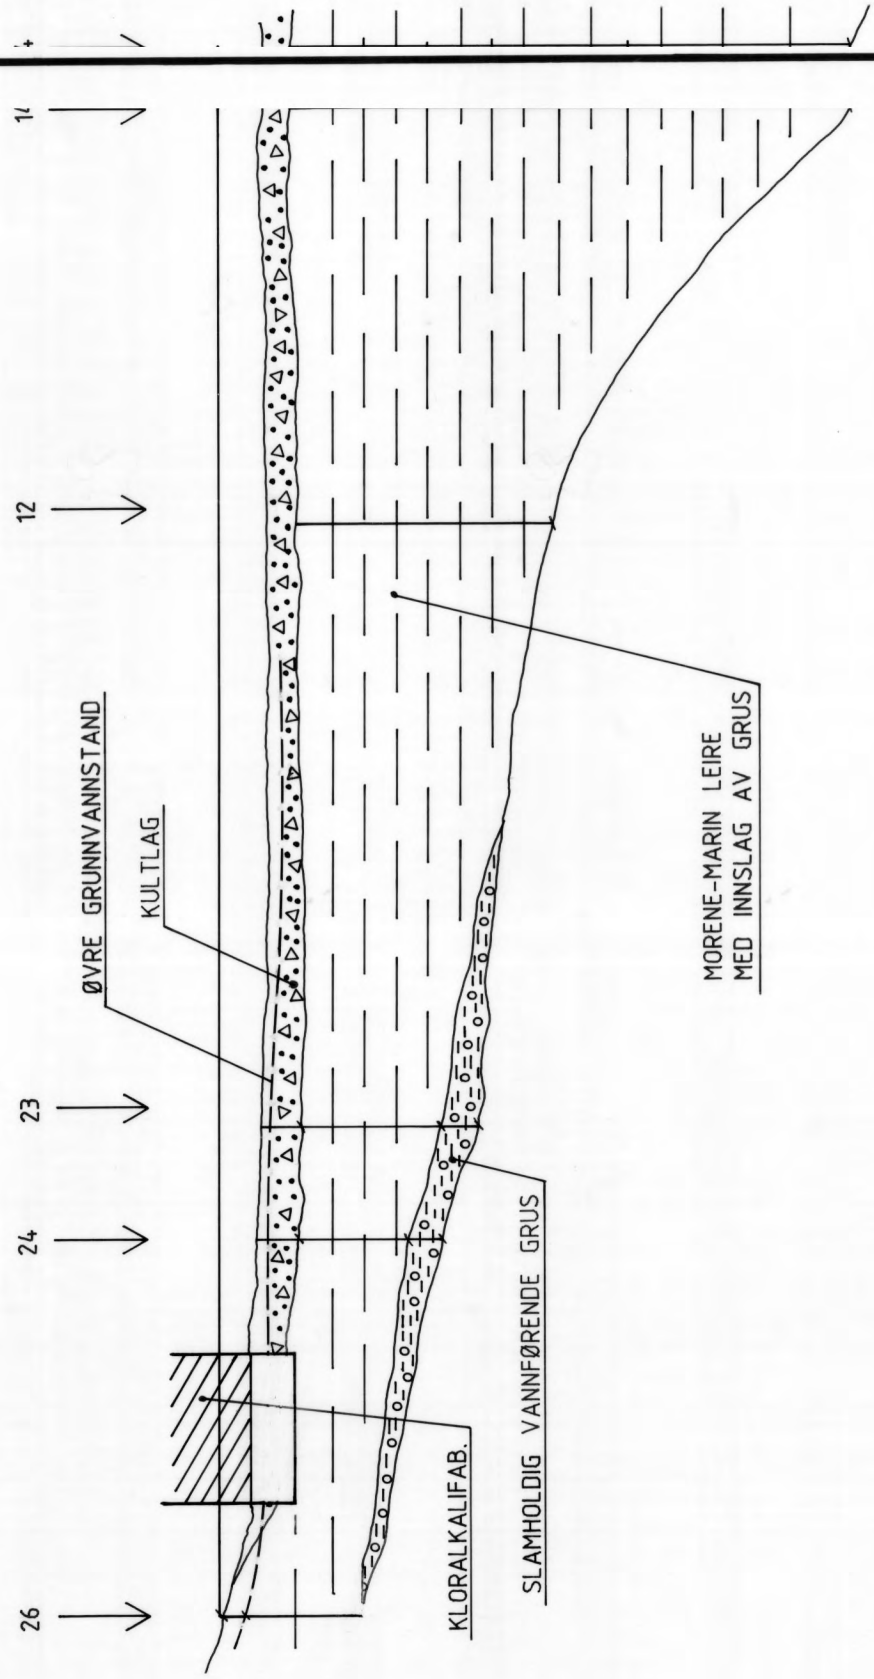 26
24
23
12
14
ØVRE GRUNNVANNSTAND
KULTLAG
KLORALKALIFAB.
SLAMHOLDIG VANNFØRENDE GRUS
MORENE-MARIN LEIRE
MED INNSLAG AV GRUS